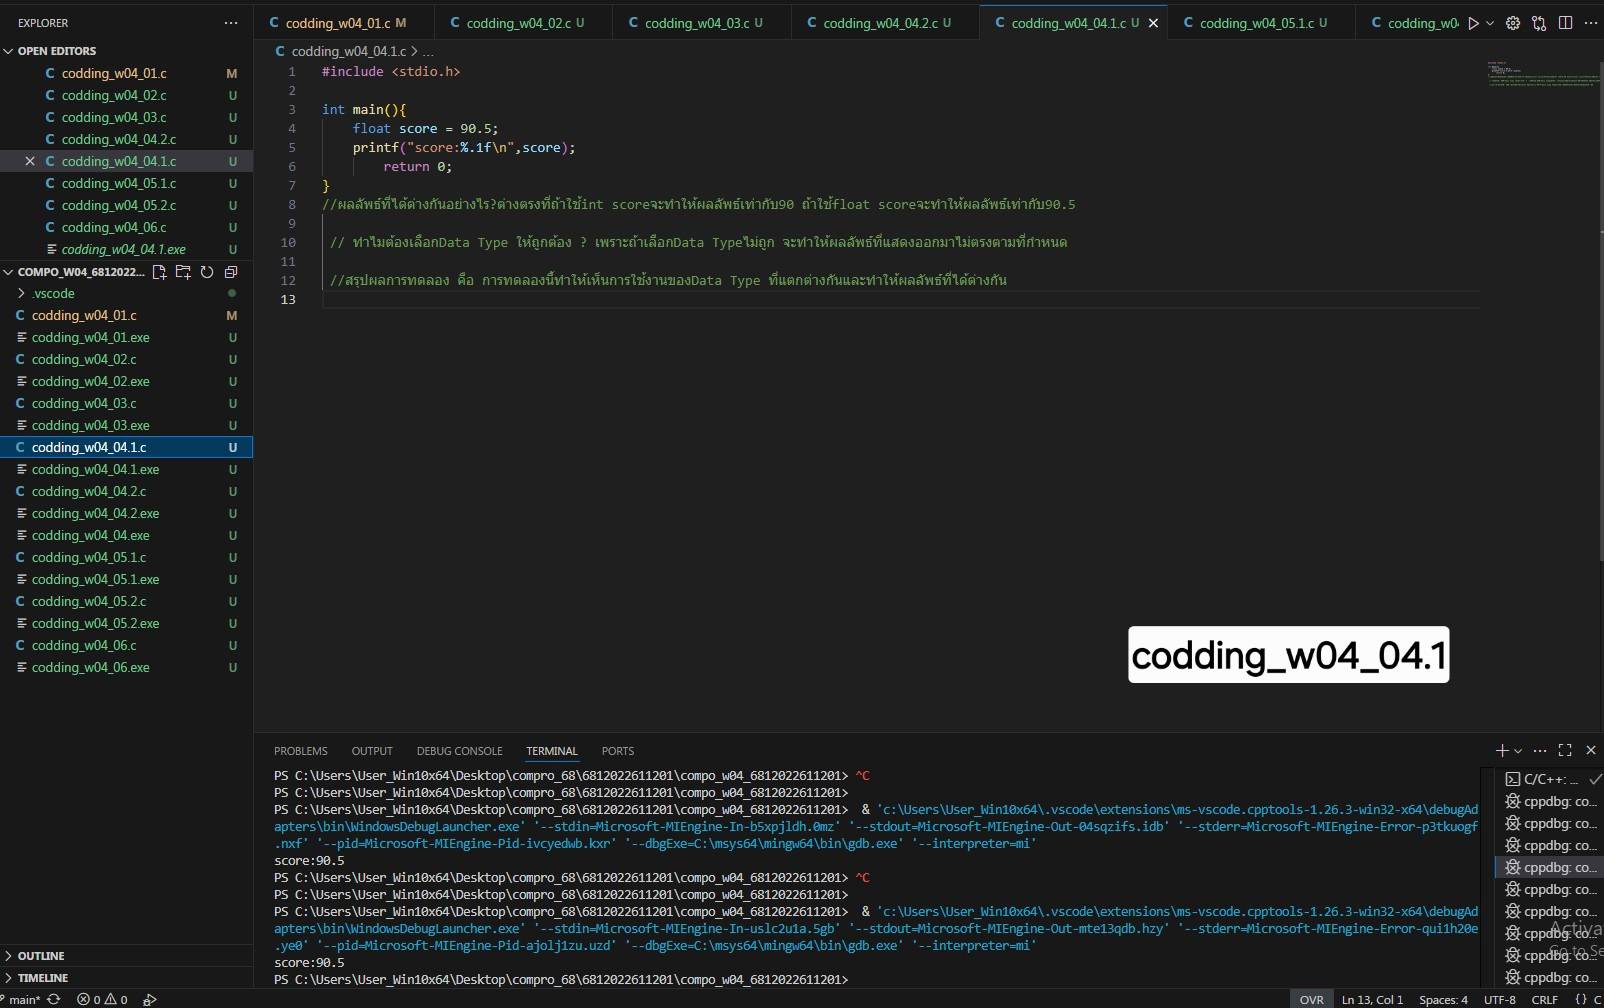 EXPLORER
OPEN EDITORS
codding_w04_01.c M
codding_w04_02.c U
codding_w04_03.c U
codding_w04_04.2.c U
codding_w04_04.1.c U
codding_w04_05.1.c U
codding_w04_05.2.c U
codding_w04_06.c U
codding_w04_04.1.exe U
COMPO_W04_6812022...
.vscode
codding_w04_01.c M
codding_w04_01.exe U
codding_w04_02.c U
codding_w04_02.exe U
codding_w04_03.c U
codding_w04_03.exe U
codding_w04_04.1.c U
codding_w04_04.1.exe U
codding_w04_04.2.c U
codding_w04_04.2.exe U
codding_w04_04.exe U
codding_w04_05.1.c U
codding_w04_05.1.exe U
codding_w04_05.2.c U
codding_w04_05.2.exe U
codding_w04_06.c U
codding_w04_06.exe U
OUTLINE
TIMELINE
codding_w04_01.c M codding_w04_02.c U codding_w04_03.c U codding_w04_04.2.c U codding_w04_04.1.c U codding_w04_05.1.c U codding_w0
codding_w04_04.1.c > ...
1 #include <stdio.h>
2
3 int main(){
4 float score = 90.5;
5 printf("score:%.1f\n",score);
6 return 0;
7 }
8 //ผลลัพธ์ที่ได้ต่างกันอย่างไร?ต่างตรงที่ถ้าใช้int scoreจะทำให้ผลลัพธ์เท่ากับ90 ถ้าใช้float scoreจะทำให้ผลลัพธ์เท่ากับ90.5
9
10 // ทำไมต้องเลือกData Type ให้ถูกต้อง ? เพราะถ้าเลือกData Typeไม่ถูก จะทำให้ผลลัพธ์ที่แสดงออกมาไม่ตรงตามที่กำหนด
11
12 //สรุปผลการทดลอง คือ การทดลองนี้ทำให้เห็นการใช้งานของData Type ที่แตกต่างกันและทำให้ผลลัพธ์ที่ได้ต่างกัน
13
codding_w04_04.1
PROBLEMS OUTPUT DEBUG CONSOLE TERMINAL PORTS
PS C:\Users\User_Win10x64\Desktop\compro_68\6812022611201\compo_w04_6812022611201> ^C
PS C:\Users\User_Win10x64\Desktop\compro_68\6812022611201\compo_w04_6812022611201>
PS C:\Users\User_Win10x64\Desktop\compro_68\6812022611201\compo_w04_6812022611201> & 'c:\Users\User_Win10x64\.vscode\extensions\ms-vscode.cpptools-1.26.3-win32-x64\debugAd
apters\bin\WindowsDebugLauncher.exe' '--stdin=Microsoft-MIEngine-In-b5xpjldh.0mz' '--stdout=Microsoft-MIEngine-Out-04sqzifs.idb' '--stderr=Microsoft-MIEngine-Error-p3tkuogf
.nxf' '--pid=Microsoft-MIEngine-Pid-ivcyedwb.kxr' '--dbgExe=C:\msys64\mingw64\bin\gdb.exe' '--interpreter=mi'
score:90.5
PS C:\Users\User_Win10x64\Desktop\compro_68\6812022611201\compo_w04_6812022611201> ^C
PS C:\Users\User_Win10x64\Desktop\compro_68\6812022611201\compo_w04_6812022611201>
PS C:\Users\User_Win10x64\Desktop\compro_68\6812022611201\compo_w04_6812022611201> & 'c:\Users\User_Win10x64\.vscode\extensions\ms-vscode.cpptools-1.26.3-win32-x64\debugAd
apters\bin\WindowsDebugLauncher.exe' '--stdin=Microsoft-MIEngine-In-uslc2u1a.5gb' '--stdout=Microsoft-MIEngine-Out-mte13qdb.hzy' '--stderr=Microsoft-MIEngine-Error-qui1h20e
.ye0' '--pid=Microsoft-MIEngine-Pid-ajolj1zu.uzd' '--dbgExe=C:\msys64\mingw64\bin\gdb.exe' '--interpreter=mi'
score:90.5
PS C:\Users\User_Win10x64\Desktop\compro_68\6812022611201\compo_w04_6812022611201>
C/C++: ...
cppdbg: co...
cppdbg: co...
cppdbg: co...
cppdbg: co...
cppdbg: co...
cppdbg: co...
cppdbg: co...
cppdbg: co...
cppdbg: co...
Activa
Go to Se
main* 0 0 OVR Ln 13, Col 1 Spaces: 4 UTF-8 CRLF {} C